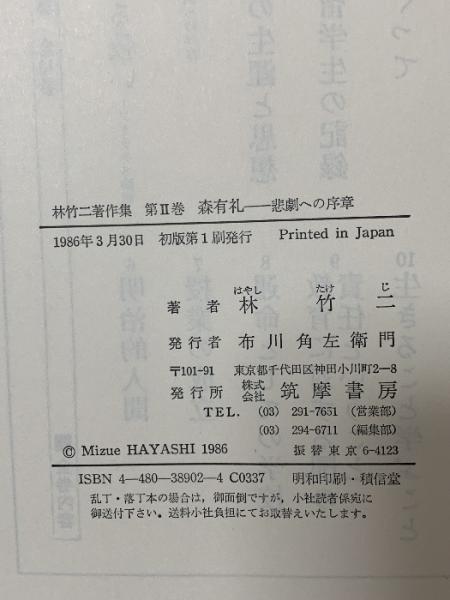 林竹二著作集　第Ⅱ巻　森有礼――悲劇への序章
1986年3月30日　初版第1刷発行　Printed in Japan
はやし　たけ　じ
著者　林竹二
発行者　布川角左衛門
〒101-91　東京都千代田区神田小川町2-8
発行所　株式会社　筑摩書房
TEL.　(03)　291-7651　(営業部)
(03)　294-6711　(編集部)
© Mizue HAYASHI 1986　振替東京6-4123
ISBN 4-480-38902-4 C0337　明和印刷・積信堂
乱丁・落丁本の場合は，御面倒ですが，小社読者係宛に
御送付下さい。送料小社負担にてお取替えいたします。